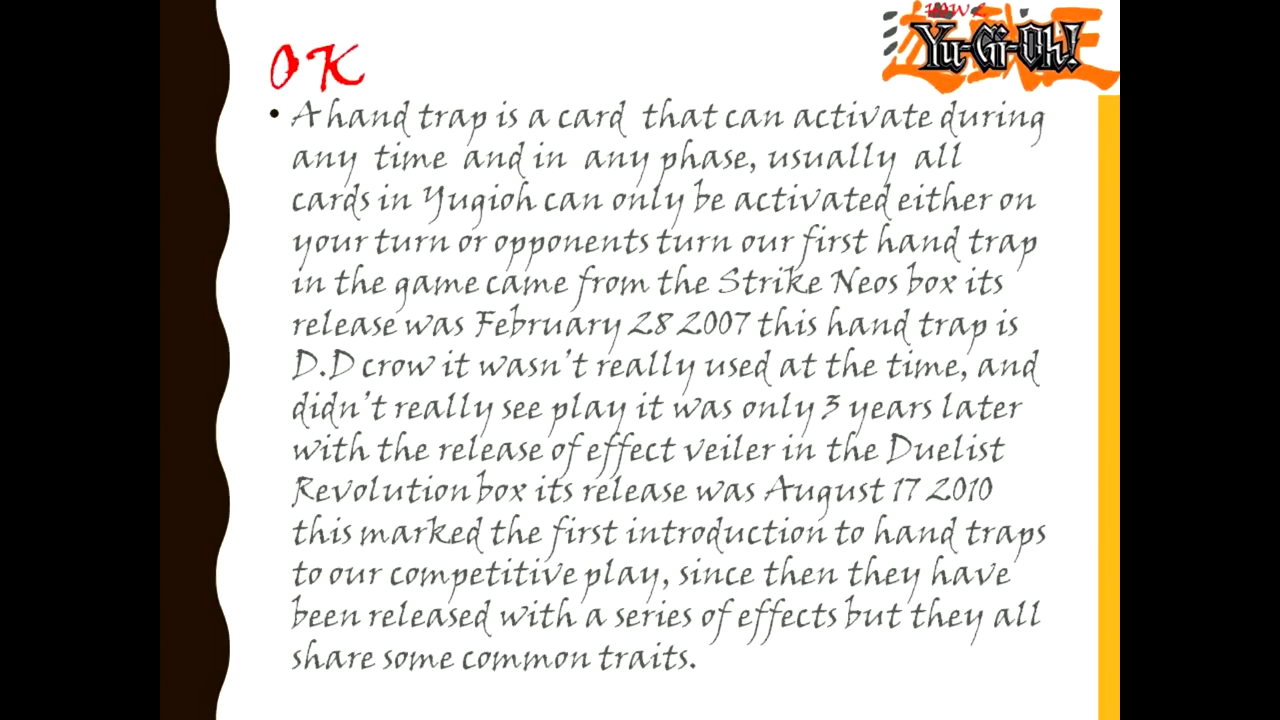 OK
HOW 2
遊戯王
Yu-Gi-Oh!
• A hand trap is a card that can activate during
any time and in any phase, usually all
cards in Yugioh can only be activated either on
your turn or opponents turn our first hand trap
in the game came from the Strike Neos box its
release was February 28 2007 this hand trap is
D.D crow it wasn't really used at the time, and
didn't really see play it was only 3 years later
with the release of effect veiler in the Duelist
Revolution box its release was August 17 2010
this marked the first introduction to hand traps
to our competitive play, since then they have
been released with a series of effects but they all
share some common traits.